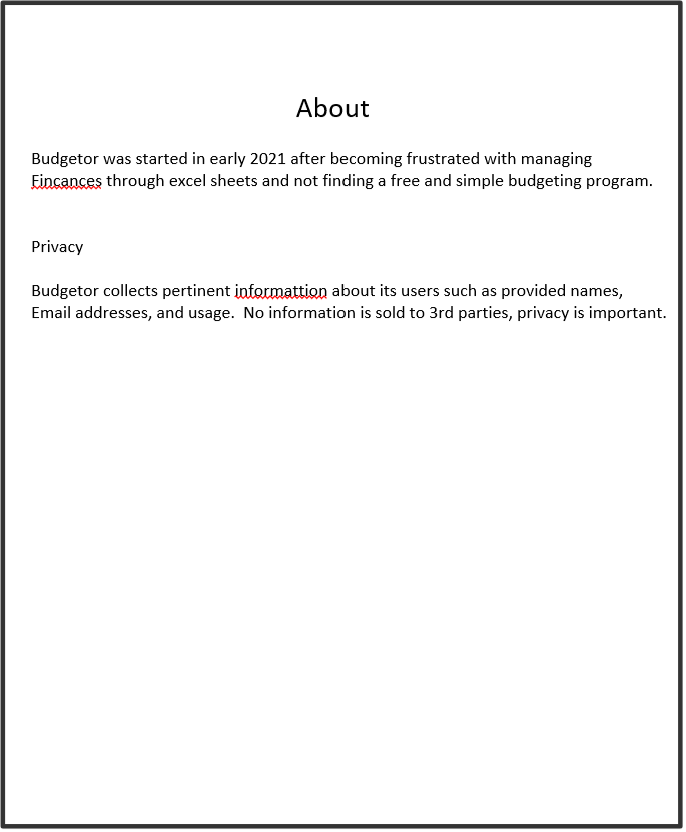 About
Budgetor was started in early 2021 after becoming frustrated with managing
Fincances through excel sheets and not finding a free and simple budgeting program.
Privacy
Budgetor collects pertinent informattion about its users such as provided names,
Email addresses, and usage.  No information is sold to 3rd parties, privacy is important.